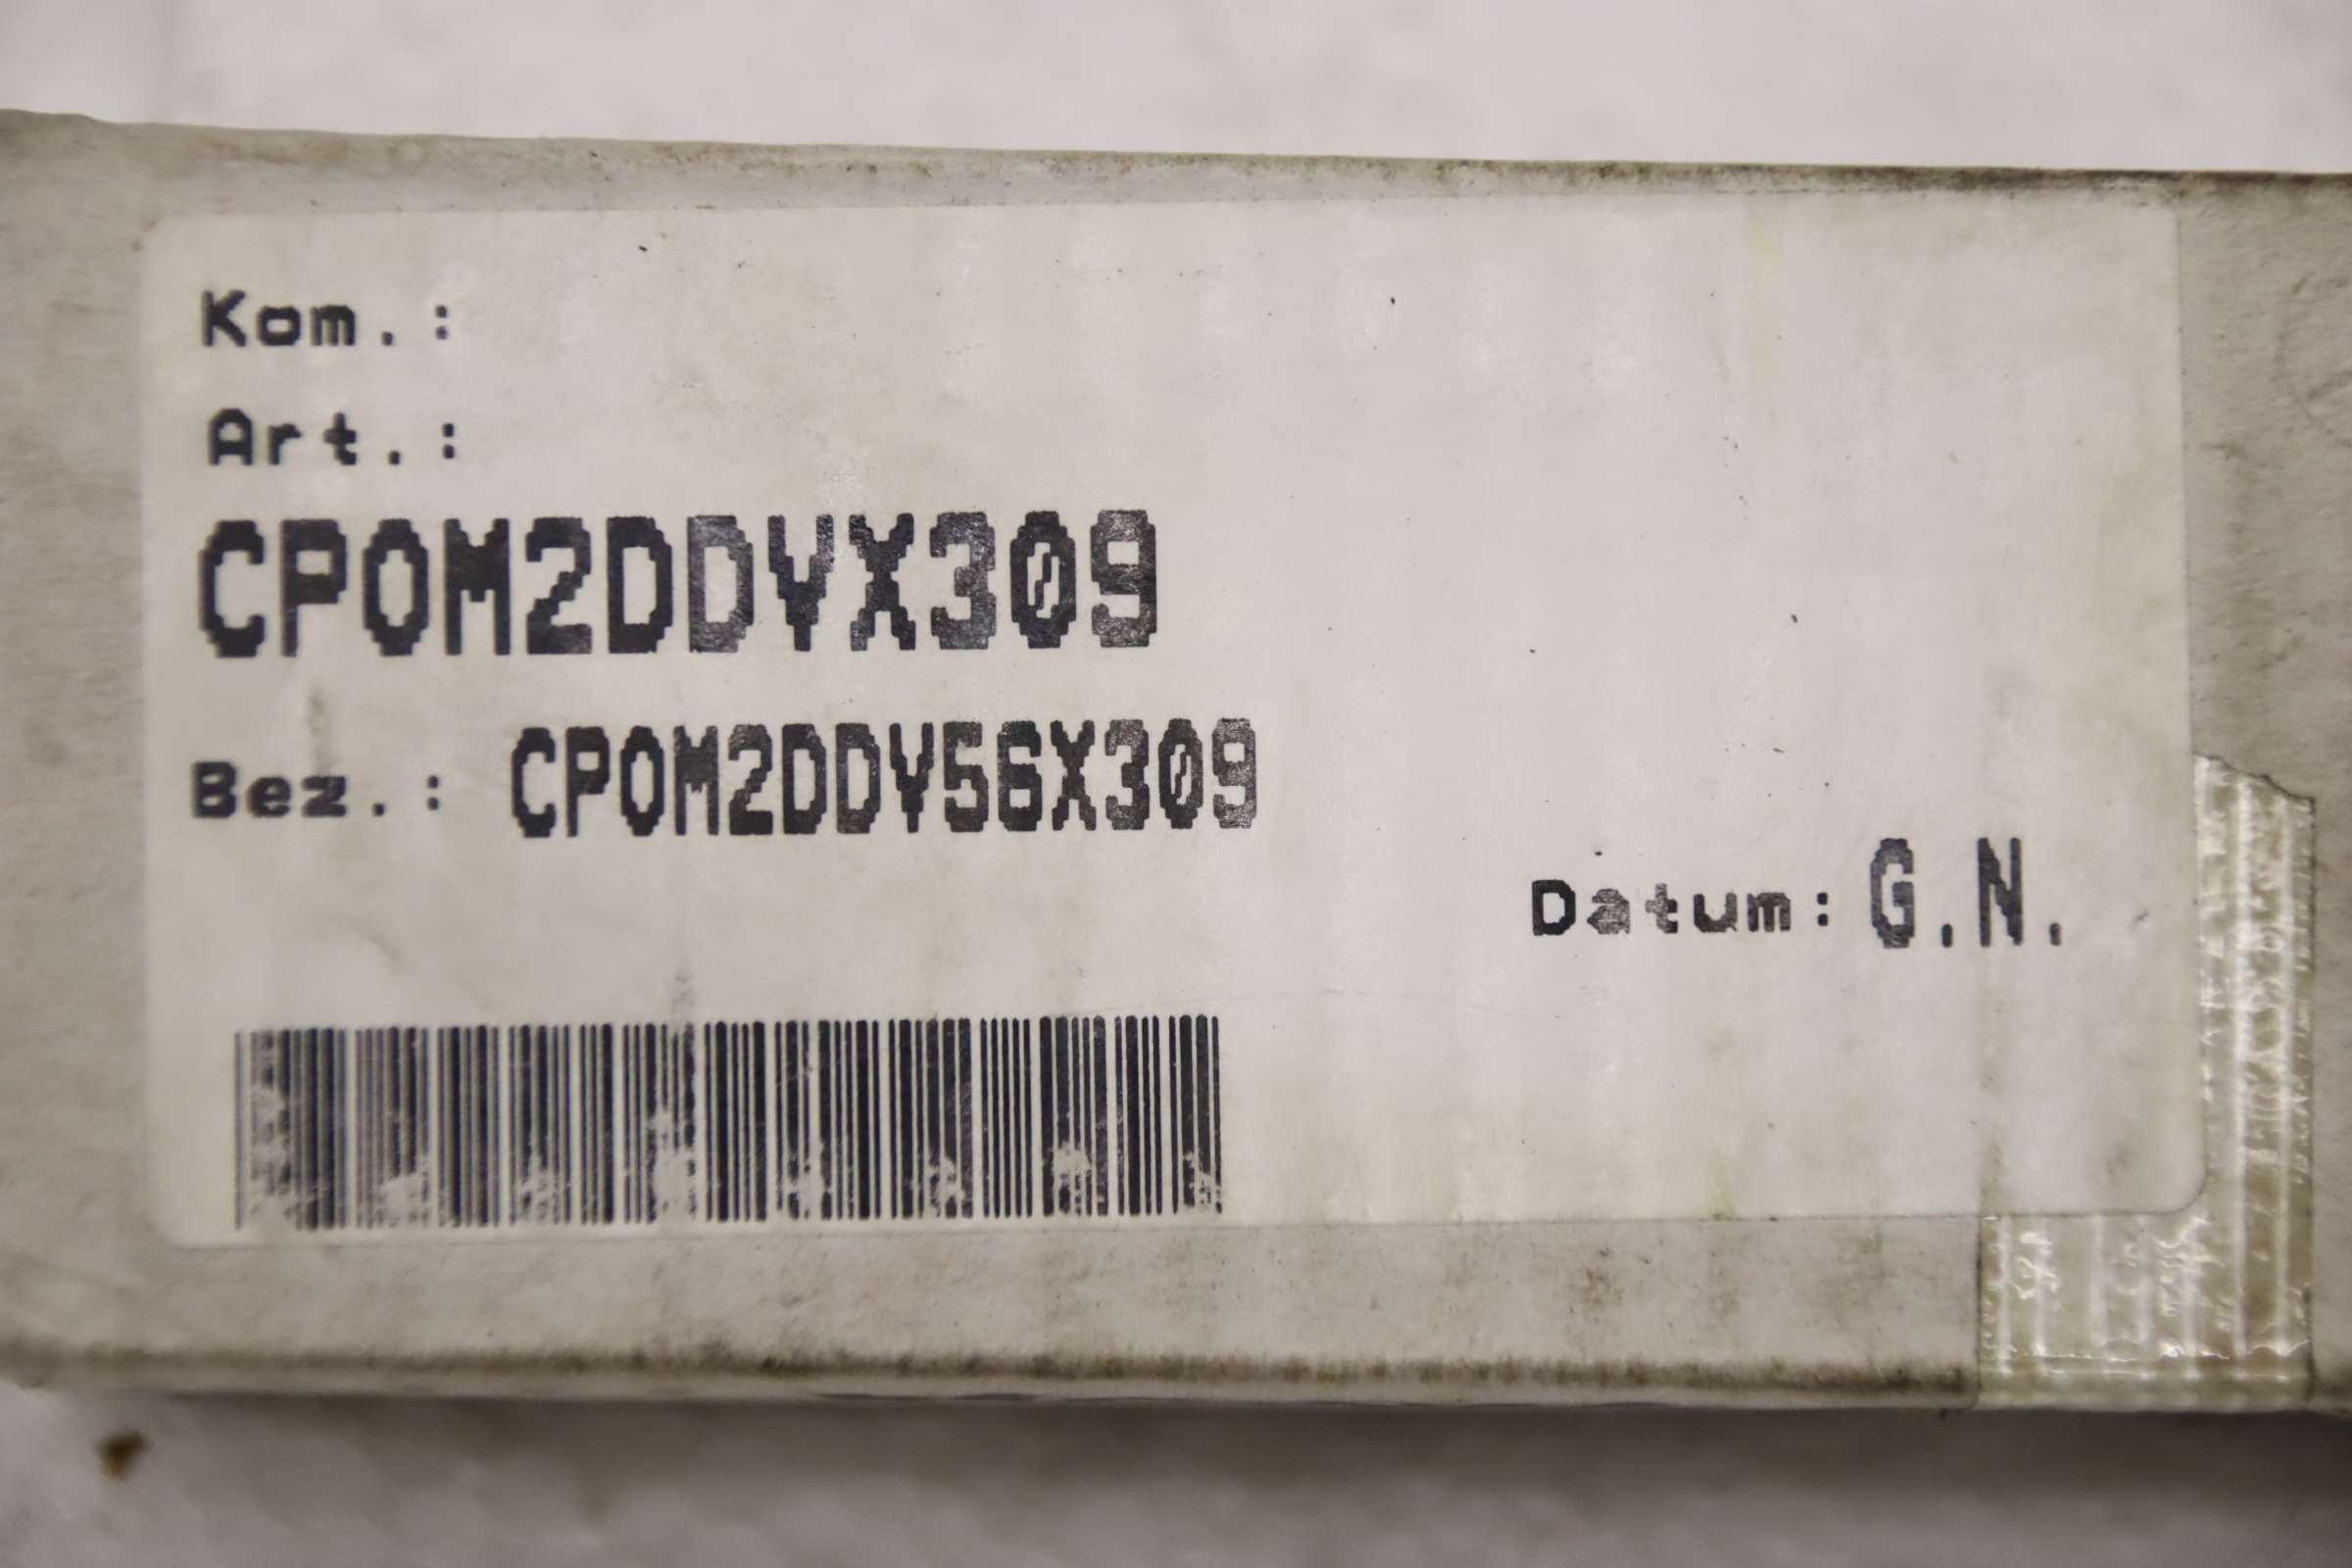 Kom.:
Art.:
CPOM2DDVX309
Bez.: CPOM2DDV56X309
Datum: G.N.